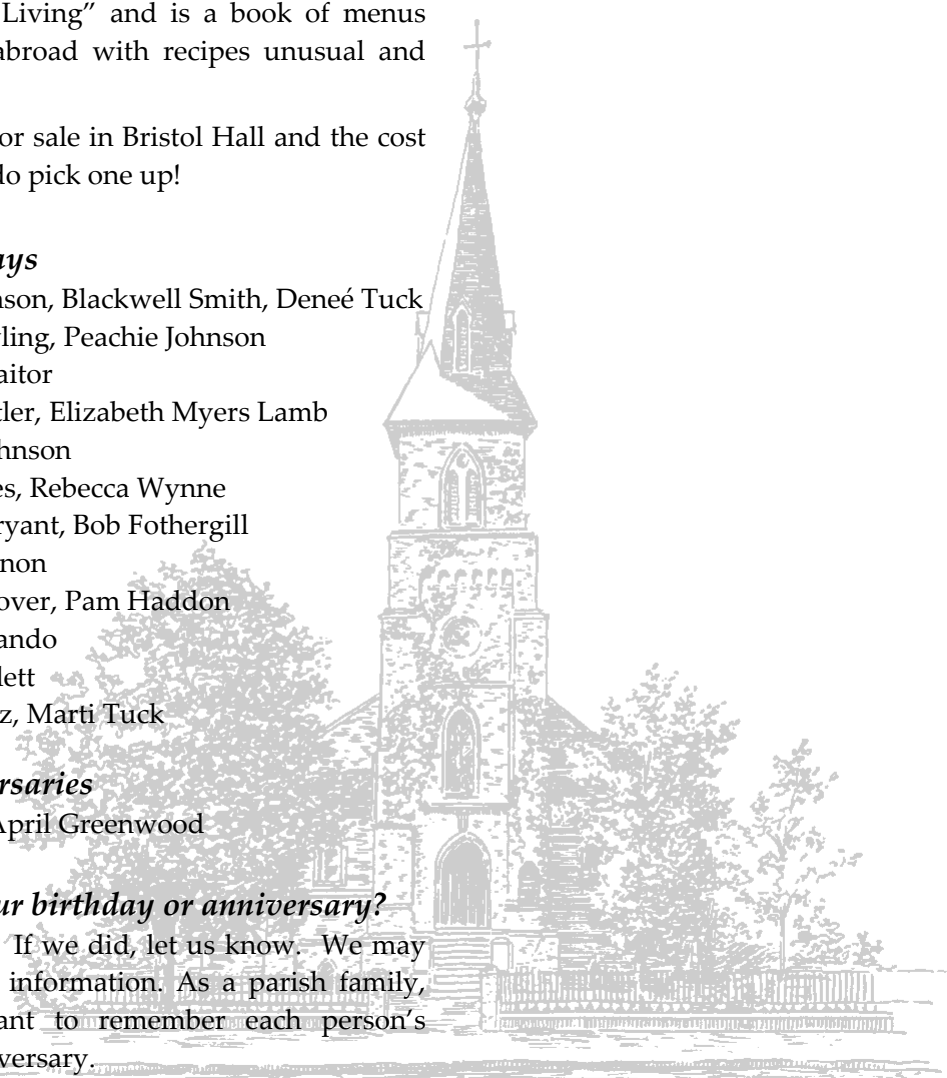 Living” and is a book of menus
abroad with recipes unusual and
or sale in Bristol Hall and the cost
do pick one up!
ays
nson, Blackwell Smith, Deneé Tuck
ling, Peachie Johnson
aitor
tler, Elizabeth Myers Lamb
hnson
es, Rebecca Wynne
ryant, Bob Fothergill
non
over, Pam Haddon
ando
lett
z, Marti Tuck
rsaries
April Greenwood
ur birthday or anniversary?
If we did, let us know. We may
information. As a parish family,
ant to remember each person’s
versary.